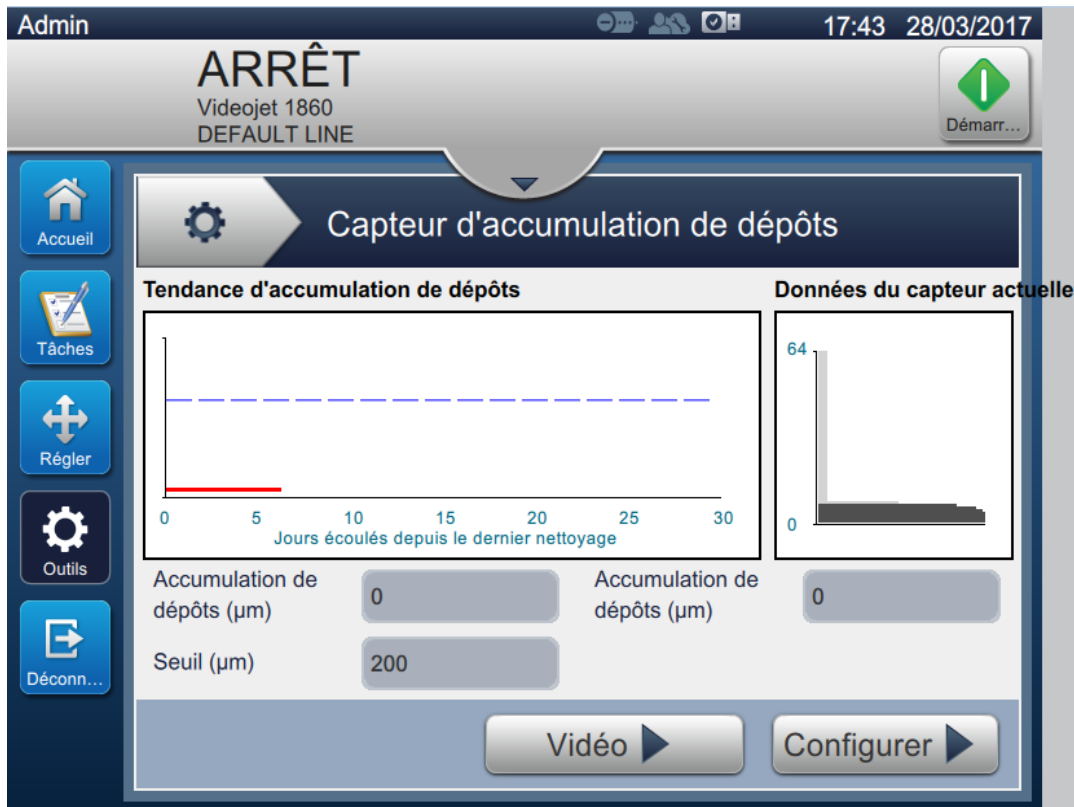 Admin
17:43 28/03/2017
ARRÊT
Videojet 1860
DEFAULT LINE
Démarr...
Accueil
Tâches
Régler
Outils
Déconn...
Capteur d'accumulation de dépôts
Tendance d'accumulation de dépôts
0 5 10 15 20 25 30
Jours écoulés depuis le dernier nettoyage
Données du capteur actuelle
64
0
Accumulation de
dépôts (µm)
0
Accumulation de
dépôts (µm)
0
Seuil (µm)
200
Vidéo
Configurer